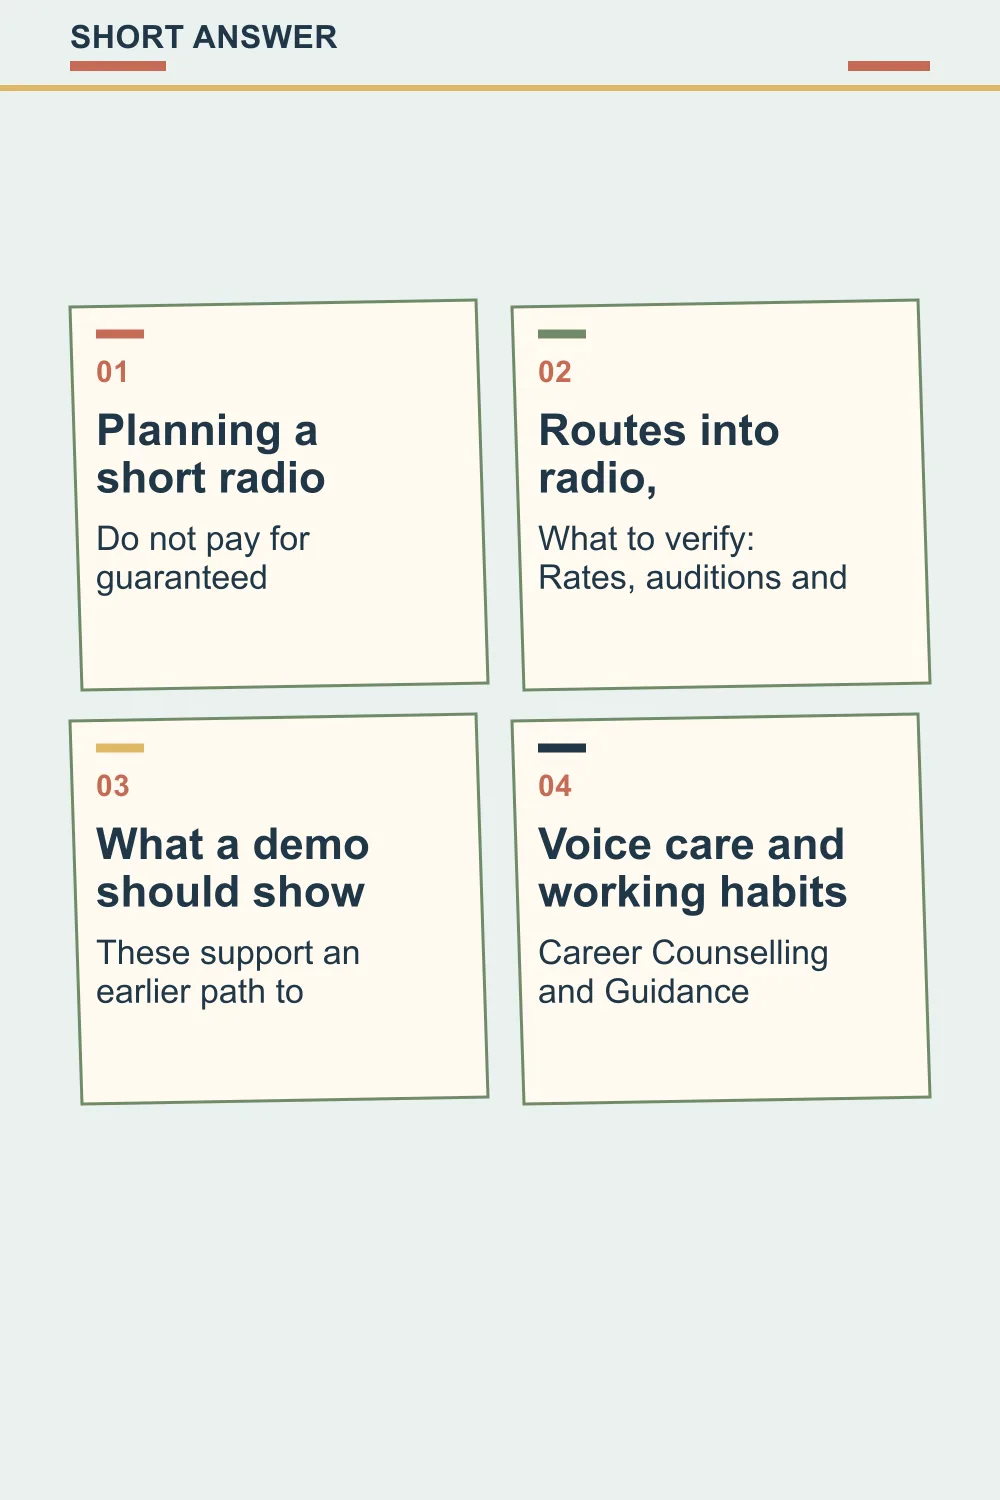 SHORT ANSWER
01
Planning a
short radio
Do not pay for
guaranteed
02
Routes into
radio,
What to verify:
Rates, auditions and
03
What a demo
should show
These support an
earlier path to
04
Voice care and
working habits
Career Counselling
and Guidance